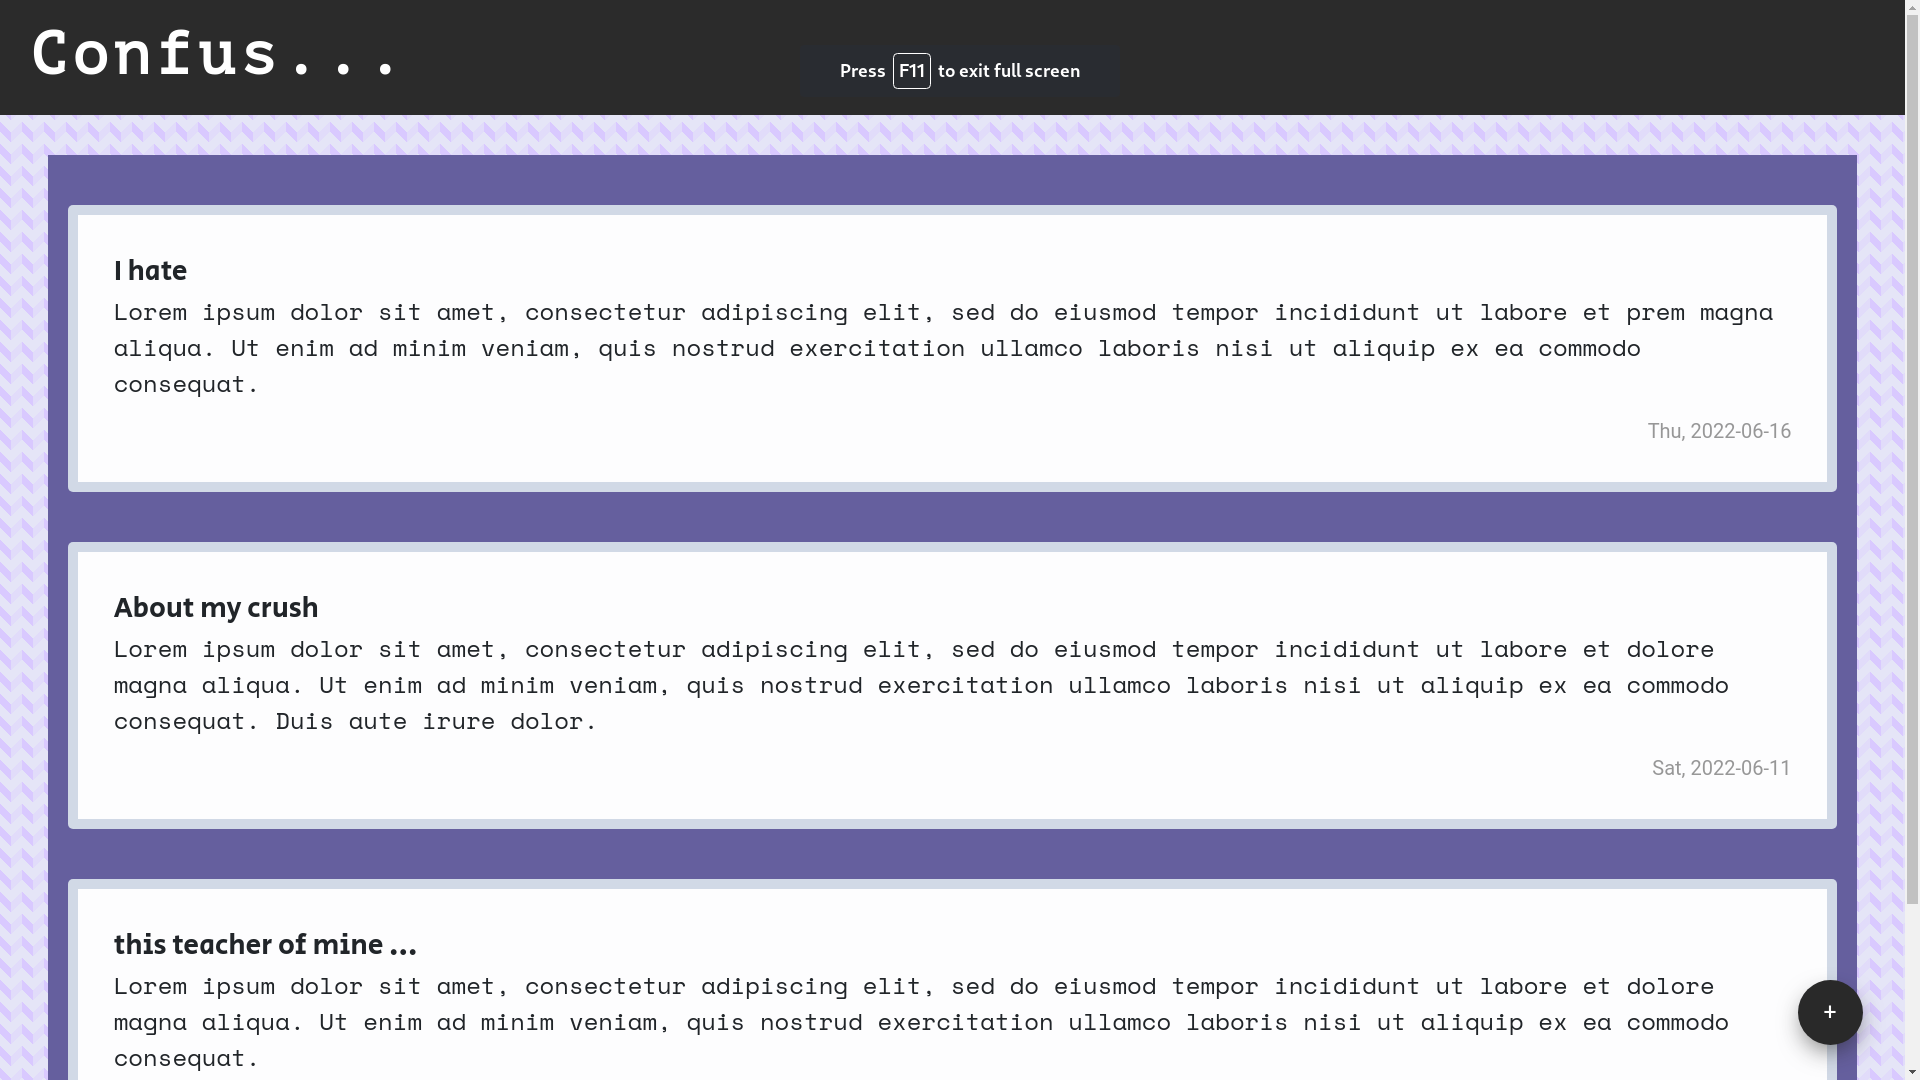 Confus...
Press F11 to exit full screen
I hate
Lorem ipsum dolor sit amet, consectetur adipiscing elit, sed do eiusmod tempor incididunt ut labore et prem magna
aliqua. Ut enim ad minim veniam, quis nostrud exercitation ullamco laboris nisi ut aliquip ex ea commodo
consequat.
Thu, 2022-06-16
About my crush
Lorem ipsum dolor sit amet, consectetur adipiscing elit, sed do eiusmod tempor incididunt ut labore et dolore
magna aliqua. Ut enim ad minim veniam, quis nostrud exercitation ullamco laboris nisi ut aliquip ex ea commodo
consequat. Duis aute irure dolor.
Sat, 2022-06-11
this teacher of mine ...
Lorem ipsum dolor sit amet, consectetur adipiscing elit, sed do eiusmod tempor incididunt ut labore et dolore
magna aliqua. Ut enim ad minim veniam, quis nostrud exercitation ullamco laboris nisi ut aliquip ex ea commodo
consequat.
+